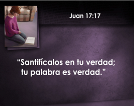 Juan 17:17
“Santifícalos en tu verdad;
tu palabra es verdad.”